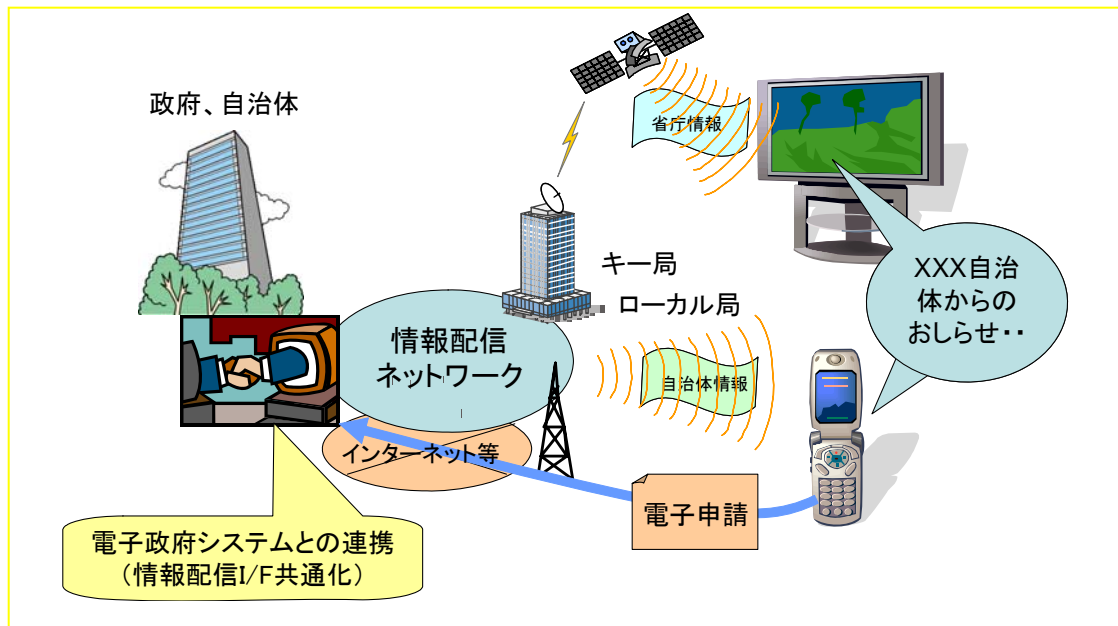 政府、自治体
省庁情報
キー局
ローカル局
XXX自治
体からの
おしらせ・・
情報配信
ネットワーク
自治体情報
インターネット等
電子申請
電子政府システムとの連携
（情報配信I/F共通化）